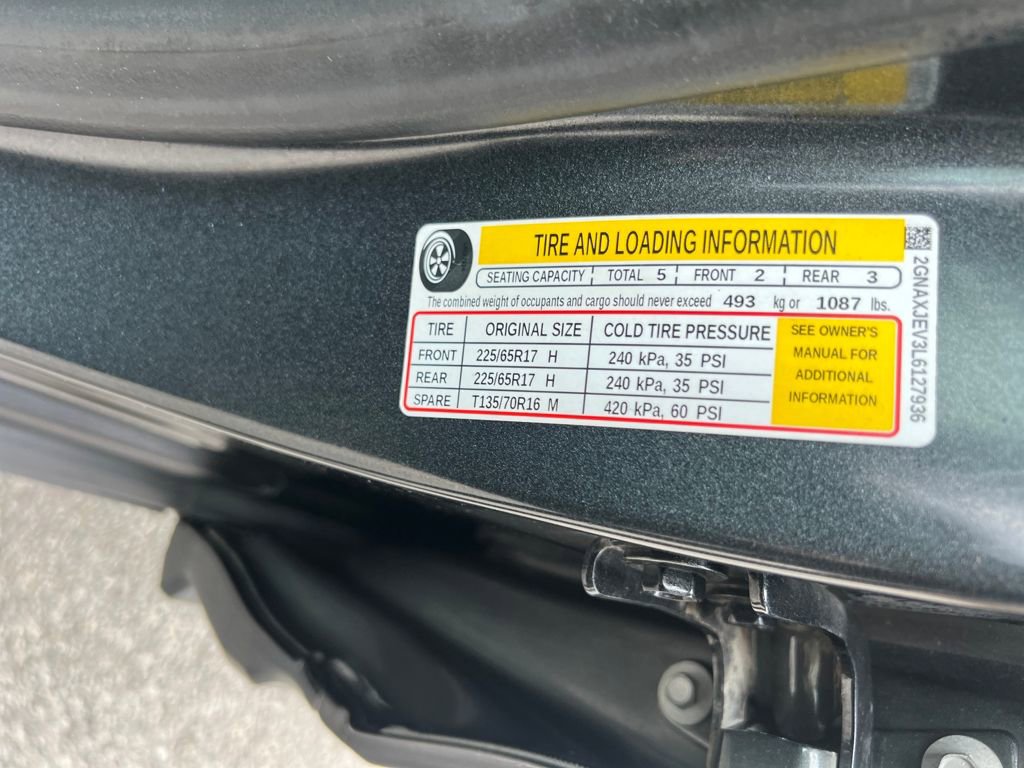 TIRE AND LOADING INFORMATION
SEATING CAPACITY TOTAL 5 FRONT 2 REAR 3
The combined weight of occupants and cargo should never exceed 493 kg or 1087 lbs.
TIRE ORIGINAL SIZE COLD TIRE PRESSURE
FRONT 225/65R17 H 240 kPa, 35 PSI
REAR 225/65R17 H 240 kPa, 35 PSI
SPARE T135/70R16 M 420 kPa, 60 PSI
SEE OWNER'S
MANUAL FOR
ADDITIONAL
INFORMATION
2GNAXJEV3L6127936